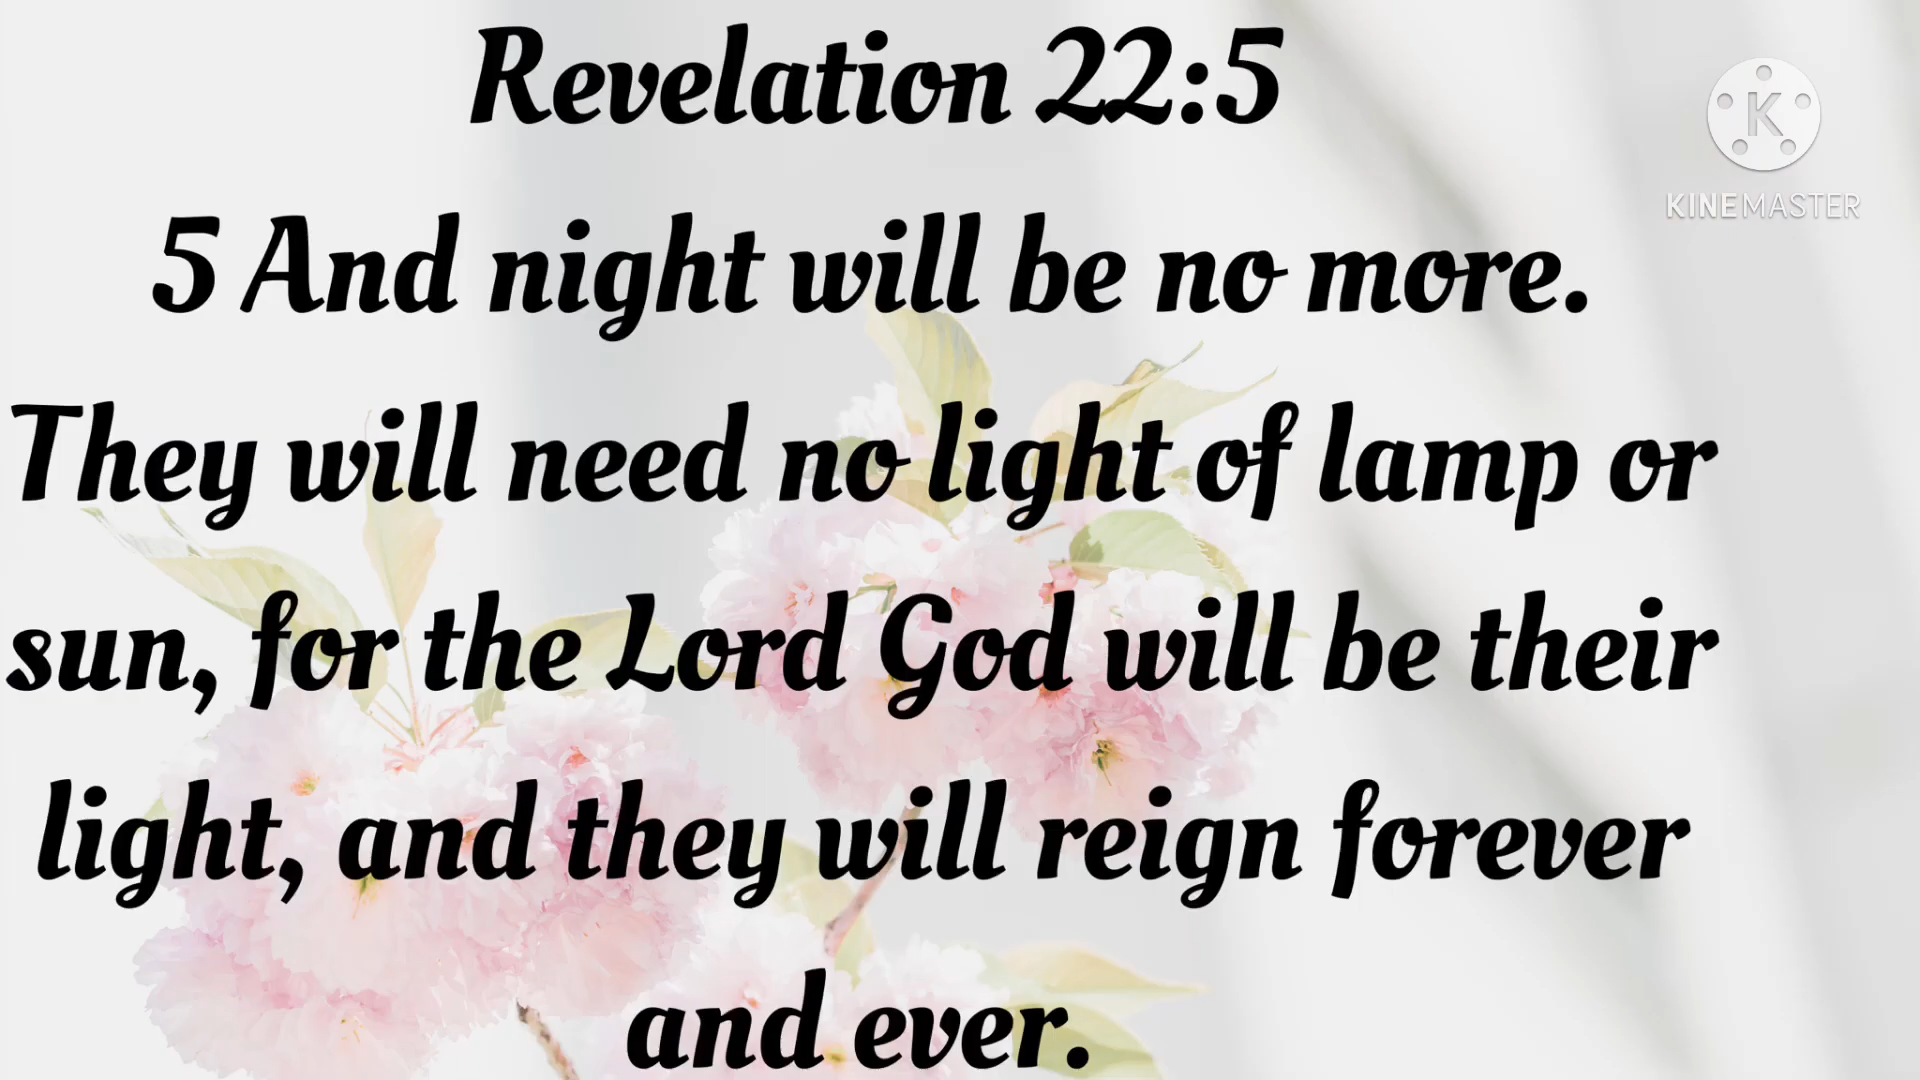 Revelation 22:5
5 And night will be no more.
They will need no light of lamp or
sun, for the Lord God will be their
light, and they will reign forever
and ever.
K
KINEMASTER